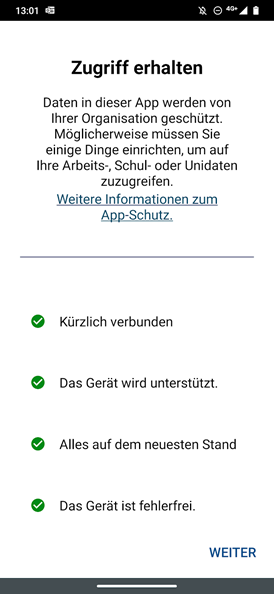 13:01
4G+
Zugriff erhalten
Daten in dieser App werden von
Ihrer Organisation geschützt.
Möglicherweise müssen Sie
einige Dinge einrichten, um auf
Ihre Arbeits-, Schul- oder Unidaten
zuzugreifen.
Weitere Informationen zum
App-Schutz.
Kürzlich verbunden
Das Gerät wird unterstützt.
Alles auf dem neuesten Stand
Das Gerät ist fehlerfrei.
WEITER